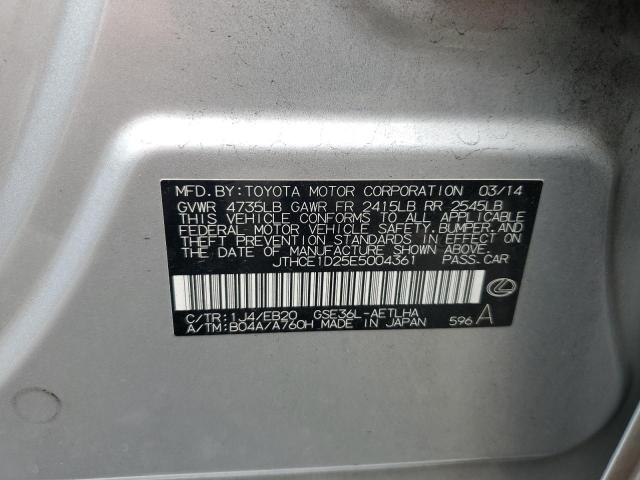 MFD. BY: TOYOTA MOTOR CORPORATION 03/14
GVWR 4735LB GAWR FR 2415LB RR 2545LB
THIS VEHICLE CONFORMS TO ALL APPLICABLE
FEDERAL MOTOR VEHICLE SAFETY, BUMPER, AND
THEFT PREVENTION STANDARDS IN EFFECT ON
THE DATE OF MANUFACTURE SHOWN ABOVE.
JTHCE1D25E5004361 PASS.CAR
C/TR:1J4/EB20 GSE36L-AETLHA
A/TM:B04A/A760H MADE IN JAPAN 596 A